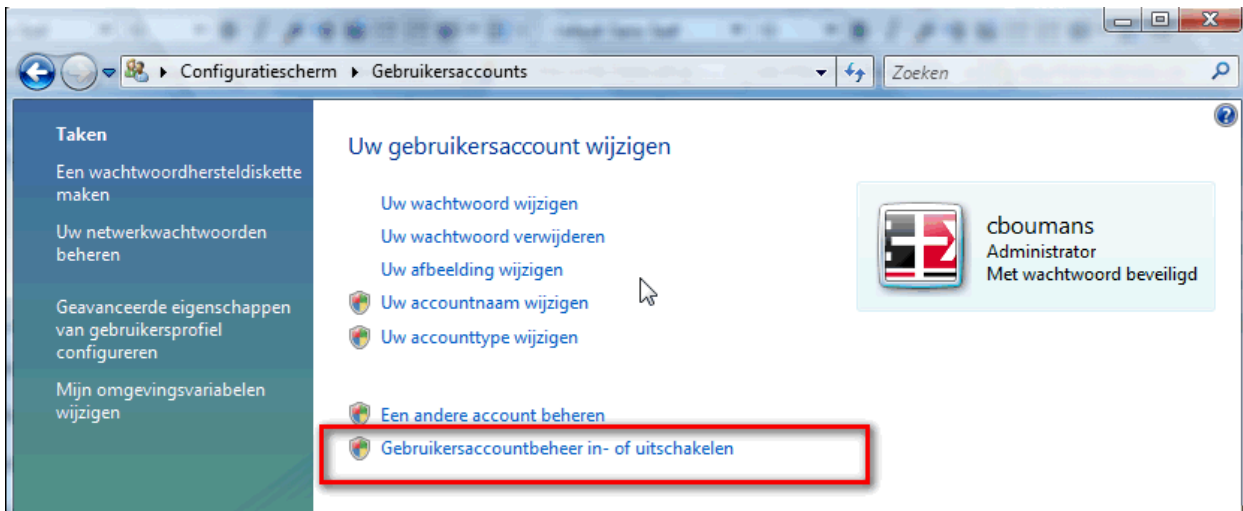 Configuratiescherm
Gebruikersaccounts
Zoeken
Taken
Een wachtwoordhersteldiskette
maken
Uw netwerkwachtwoorden
beheren
Geavanceerde eigenschappen
van gebruikersprofiel
configureren
Mijn omgevingsvariabelen
wijzigen
Uw gebruikersaccount wijzigen
Uw wachtwoord wijzigen
Uw wachtwoord verwijderen
Uw afbeelding wijzigen
Uw accountnaam wijzigen
Uw accounttype wijzigen
Een andere account beheren
Gebruikersaccountbeheer in- of uitschakelen
cboumans
Administrator
Met wachtwoord beveiligd